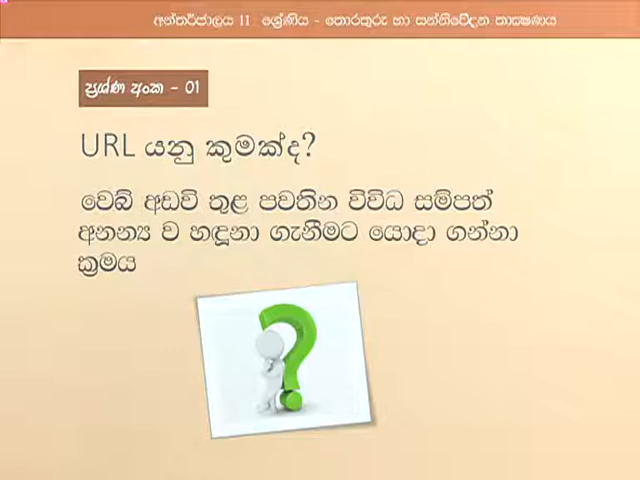 අන්තර්ජාලය 11 ශ්‍රේණිය - තොරතුරු හා සන්නිවේදන තාක්‍ෂණය
ප්‍රශ්ණ අංක - 01
URL යනු කුමක්ද?
වෙබ් අඩවි තුළ පවතින විවිධ සම්පත්
අනන්‍ය ව හඳුනා ගැනීමට යොදා ගන්නා
ක්‍රමය